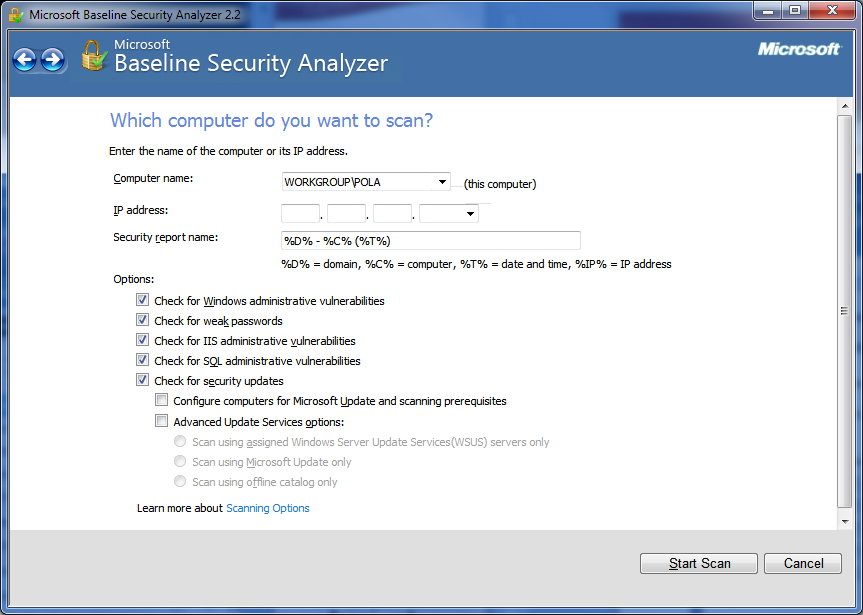 Microsoft Baseline Security Analyzer 2.2
Microsoft
Baseline Security Analyzer
Microsoft
Which computer do you want to scan?
Enter the name of the computer or its IP address.
Computer name:
WORKGROUP\POLA
(this computer)
IP address:
. . .
Security report name:
%D% - %C% (%T%)
%D% = domain, %C% = computer, %T% = date and time, %IP% = IP address
Options:
Check for Windows administrative vulnerabilities
Check for weak passwords
Check for IIS administrative vulnerabilities
Check for SQL administrative vulnerabilities
Check for security updates
Configure computers for Microsoft Update and scanning prerequisites
Advanced Update Services options:
Scan using assigned Windows Server Update Services(WSUS) servers only
Scan using Microsoft Update only
Scan using offline catalog only
Learn more about Scanning Options
Start Scan
Cancel